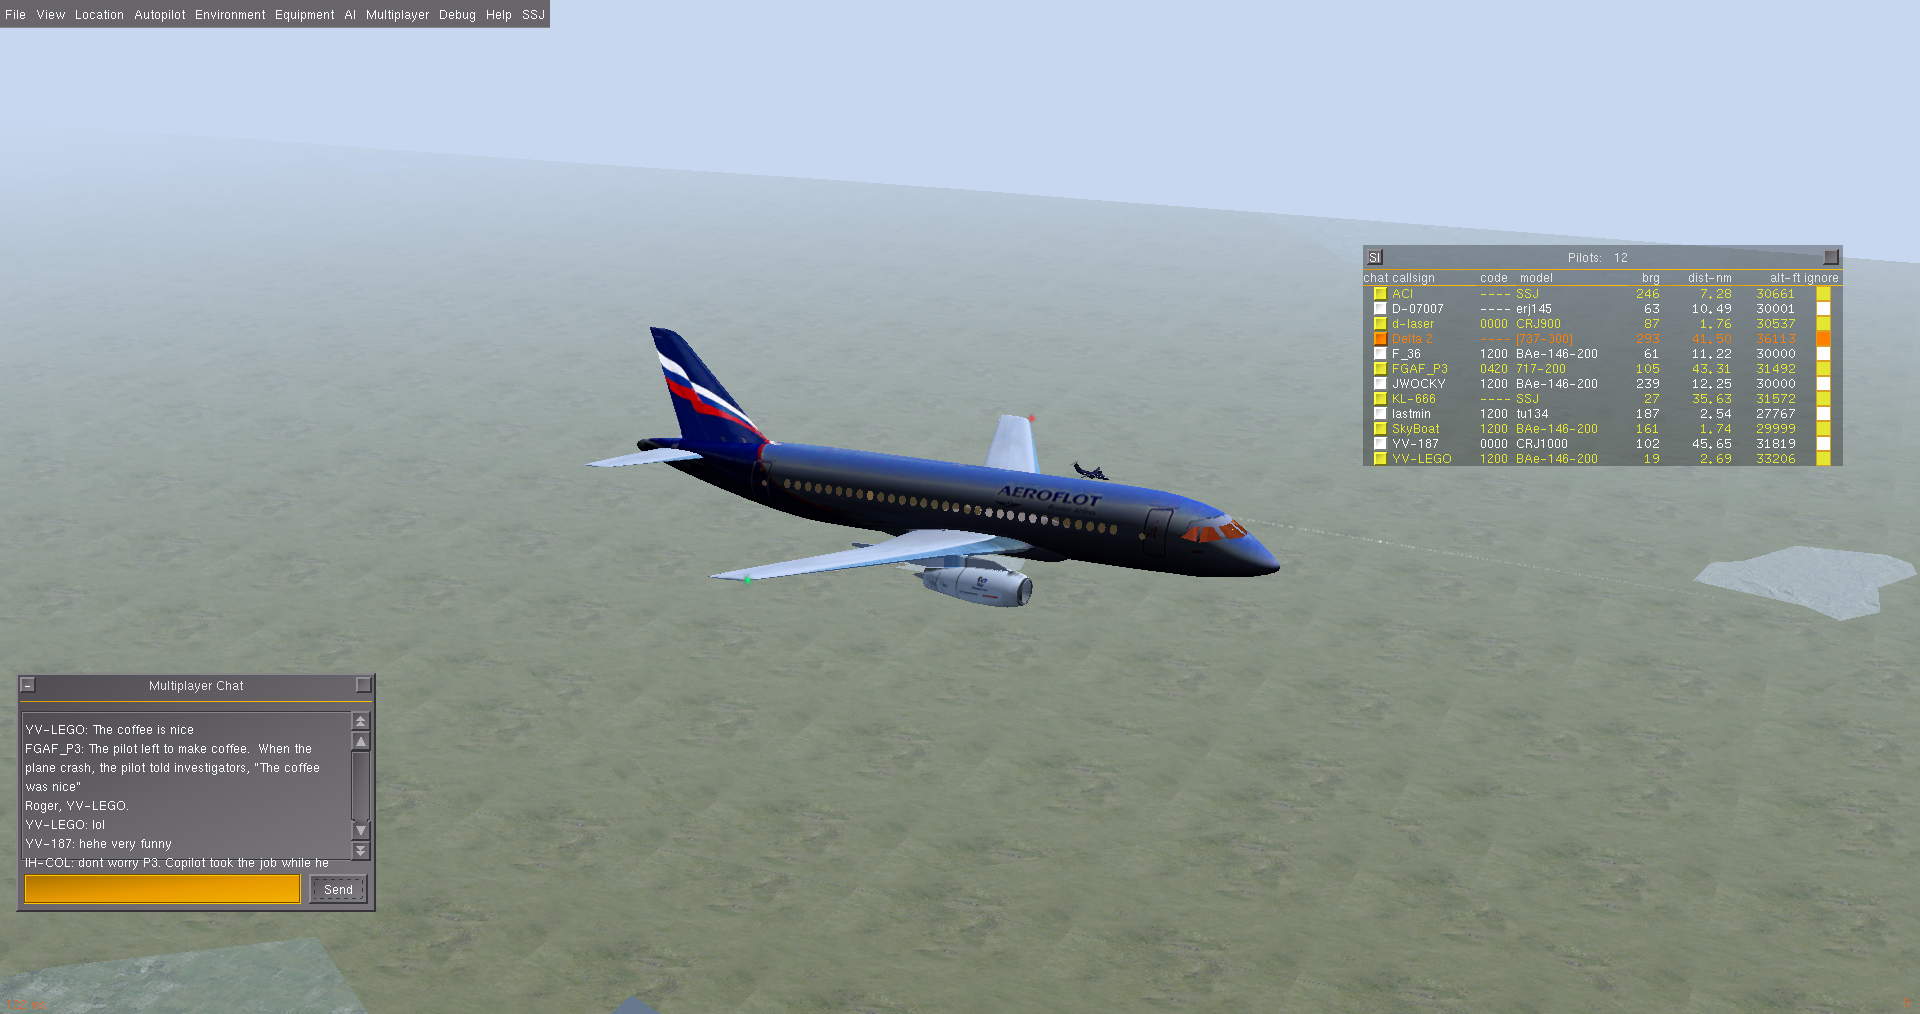 File View Location Autopilot Environment Equipment AI Multiplayer Debug Help SSJ
SI Pilots: 12
chat callsign code model brg dist-nm alt-ft ignore
ACI ---- SSJ 246 7.28 30661
D-07007 ---- erj145 63 10.49 30001
d-laser 0000 CRJ900 87 1.76 30537
Delta 2 ---- [737-300] 293 41.50 36113
F_36 1200 BAe-146-200 61 11.22 30000
FGAF_P3 0420 717-200 105 43.31 31492
JWOCKY 1200 BAe-146-200 239 12.25 30000
KL-666 ---- SSJ 27 35.63 31572
lastmin 1200 tu134 187 2.54 27767
SkyBoat 1200 BAe-146-200 161 1.74 29999
YV-187 0000 CRJ1000 102 45.65 31819
YV-LEGO 1200 BAe-146-200 19 2.69 33206
AEROFLOT
- Multiplayer Chat
YV-LEGO: The coffee is nice
FGAF_P3: The pilot left to make coffee. When the
plane crash, the pilot told investigators, "The coffee
was nice"
Roger, YV-LEGO.
YV-LEGO: lol
YV-187: hehe very funny
IH-COL: dont worry P3. Copilot took the job while he
Send